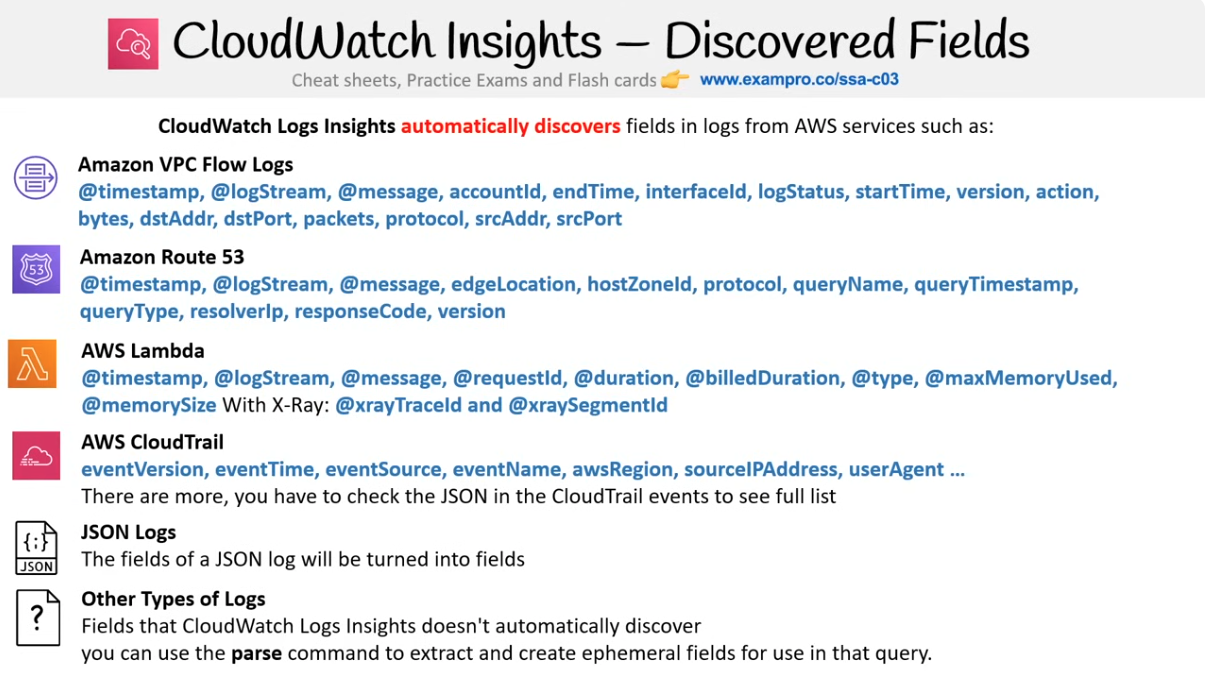 CloudWatch Insights – Discovered Fields
Cheat sheets, Practice Exams and Flash cards 👉 www.exampro.co/ssa-c03
CloudWatch Logs Insights automatically discovers fields in logs from AWS services such as:
Amazon VPC Flow Logs
@timestamp, @logStream, @message, accountId, endTime, interfaceId, logStatus, startTime, version, action,
bytes, dstAddr, dstPort, packets, protocol, srcAddr, srcPort
53
Amazon Route 53
@timestamp, @logStream, @message, edgeLocation, hostZoneId, protocol, queryName, queryTimestamp,
queryType, resolverIp, responseCode, version
AWS Lambda
@timestamp, @logStream, @message, @requestId, @duration, @billedDuration, @type, @maxMemoryUsed,
@memorySize With X-Ray: @xrayTraceId and @xraySegmentId
AWS CloudTrail
eventVersion, eventTime, eventSource, eventName, awsRegion, sourceIPAddress, userAgent ...
There are more, you have to check the JSON in the CloudTrail events to see full list
{;}
JSON
JSON Logs
The fields of a JSON log will be turned into fields
?
Other Types of Logs
Fields that CloudWatch Logs Insights doesn't automatically discover
you can use the parse command to extract and create ephemeral fields for use in that query.